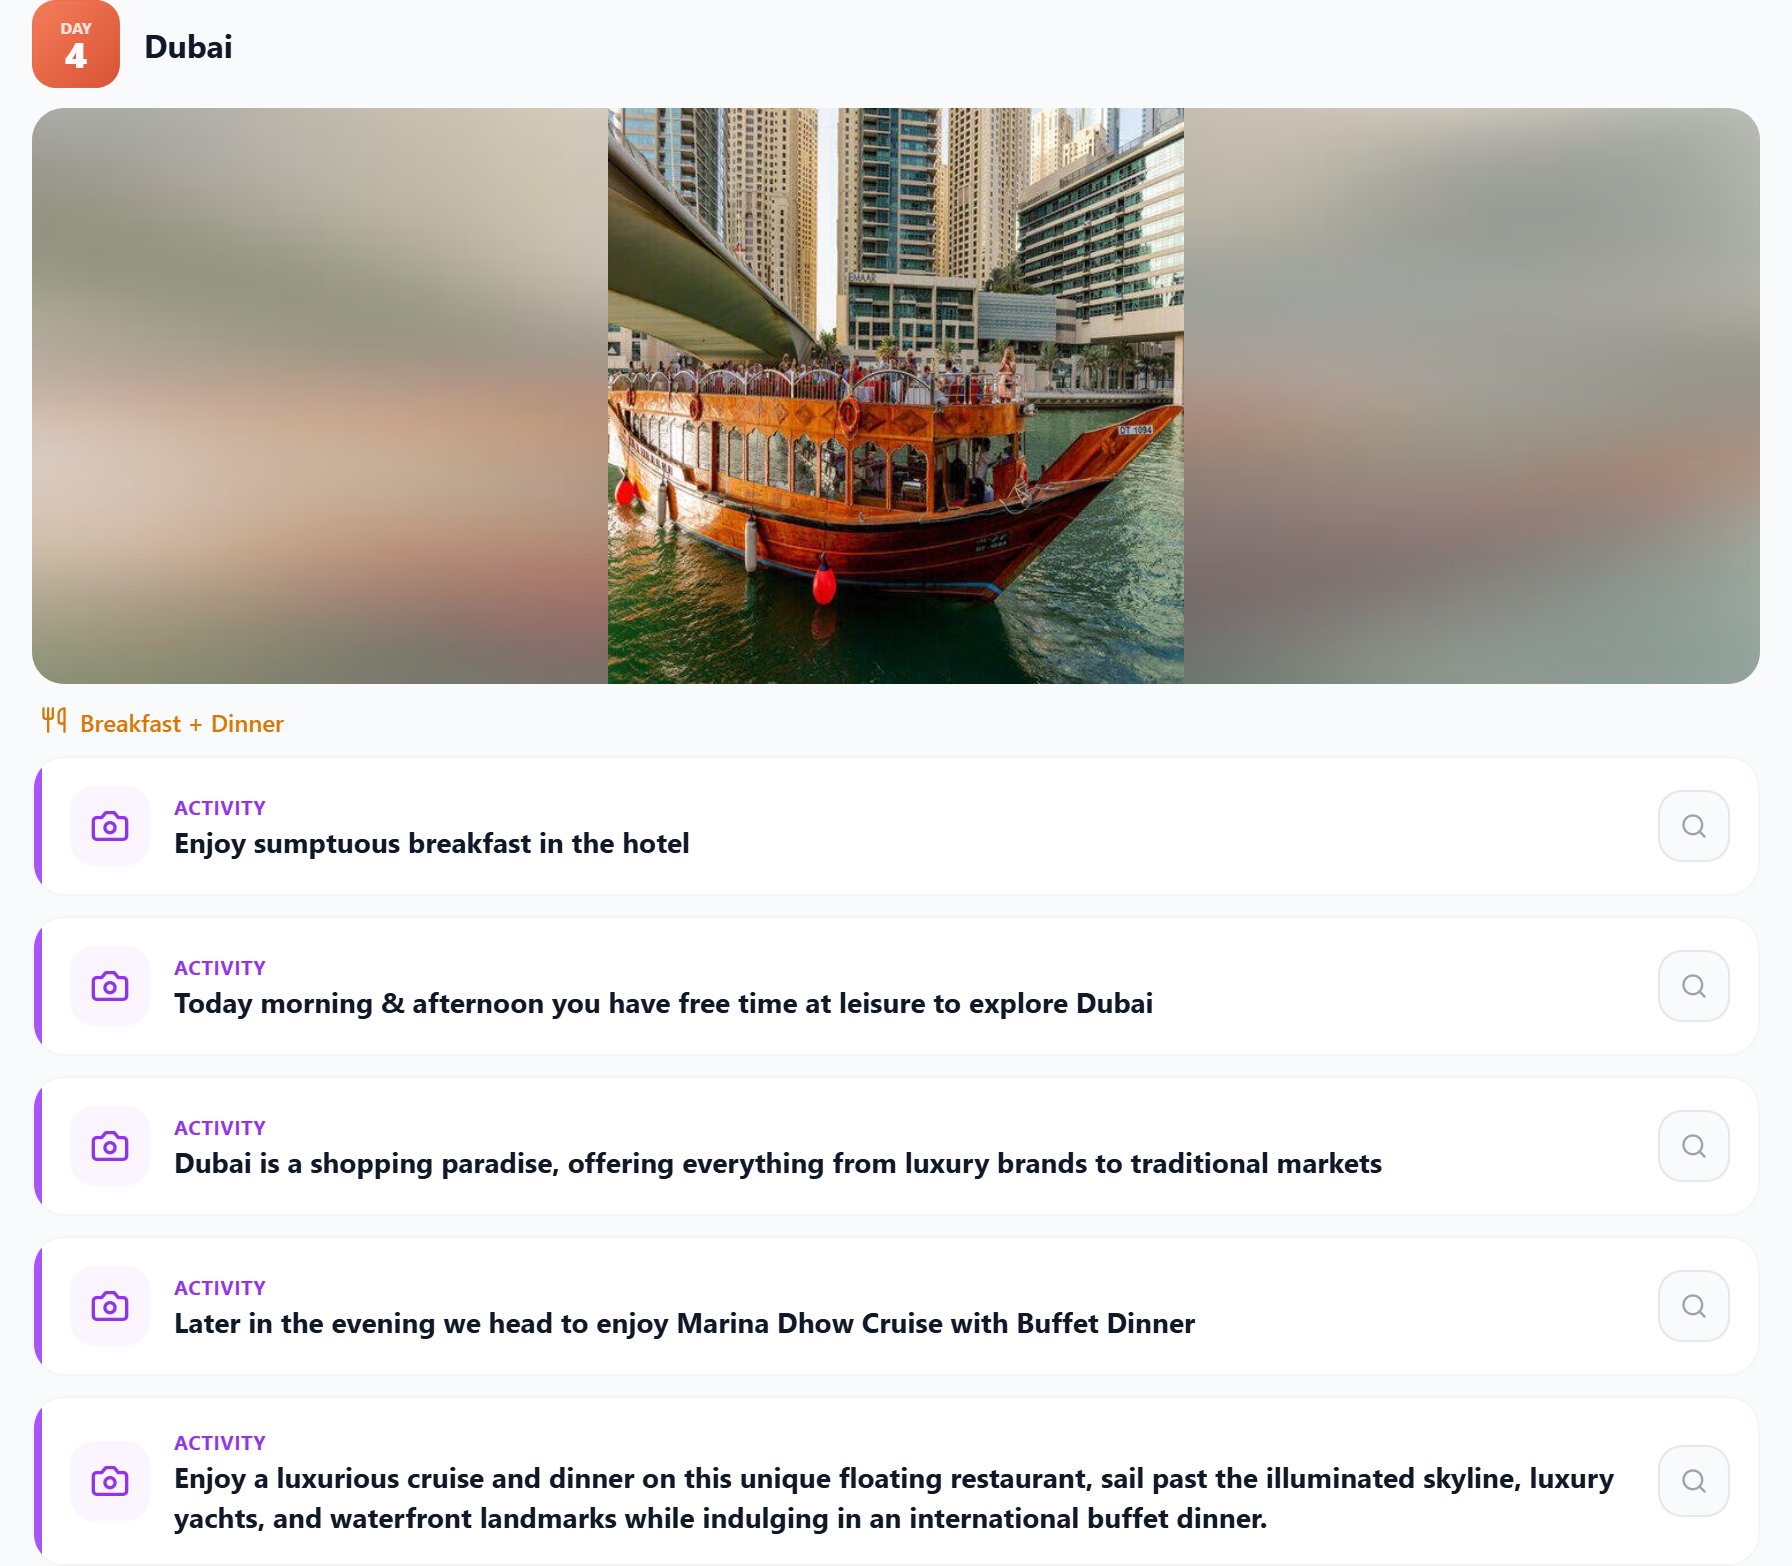 DAY
4
Dubai
EMAAR
DT 1094
Breakfast + Dinner
ACTIVITY
Enjoy sumptuous breakfast in the hotel
ACTIVITY
Today morning & afternoon you have free time at leisure to explore Dubai
ACTIVITY
Dubai is a shopping paradise, offering everything from luxury brands to traditional markets
ACTIVITY
Later in the evening we head to enjoy Marina Dhow Cruise with Buffet Dinner
ACTIVITY
Enjoy a luxurious cruise and dinner on this unique floating restaurant, sail past the illuminated skyline, luxury
yachts, and waterfront landmarks while indulging in an international buffet dinner.